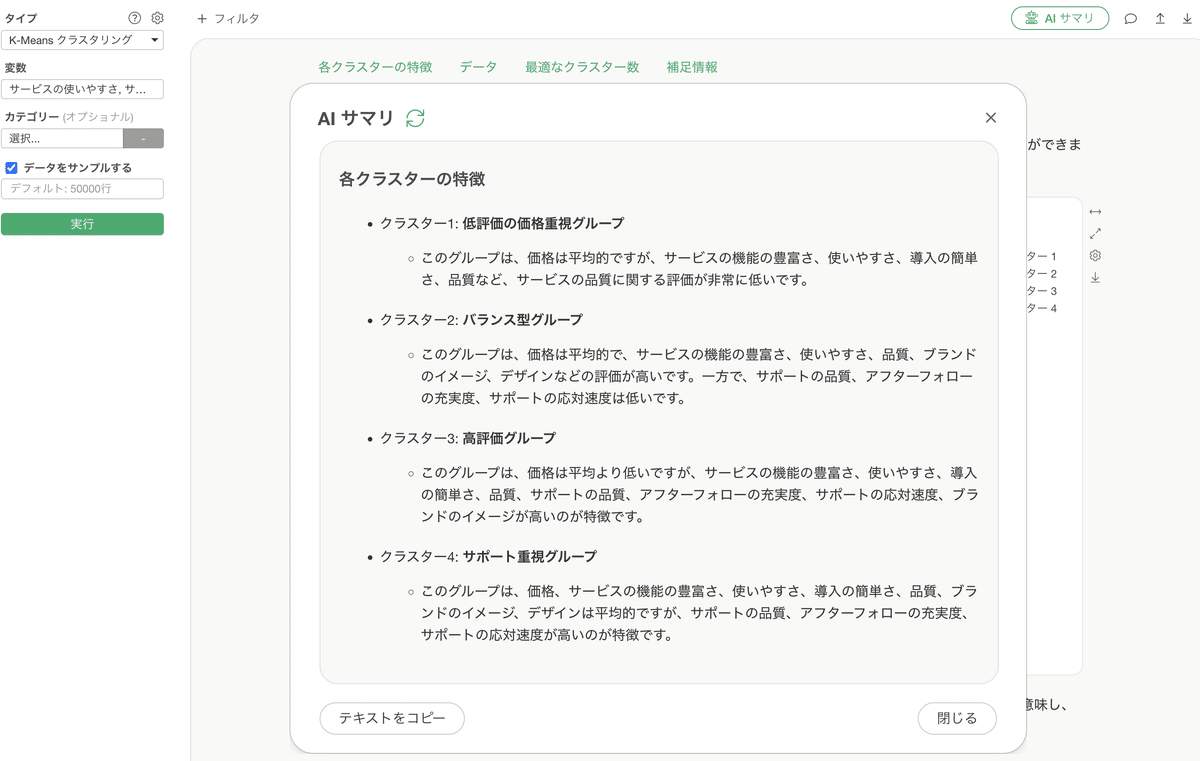 タイプ
K-Means クラスタリング
変数
サービスの使いやすさ, サ...
カテゴリー (オプショナル)
選択...
-
データをサンプルする
デフォルト: 50000行
実行
+ フィルタ
AI サマリ
各クラスターの特徴
データ
最適なクラスター数
補足情報
AI サマリ
各クラスターの特徴
• クラスター1: 低評価の価格重視グループ
○ このグループは、価格は平均的ですが、サービスの機能の豊富さ、使いやすさ、導入の簡単
さ、品質など、サービスの品質に関する評価が非常に低いです。
• クラスター2: バランス型グループ
○ このグループは、価格は平均的で、サービスの機能の豊富さ、使いやすさ、品質、ブランド
のイメージ、デザインなどの評価が高いです。一方で、サポートの品質、アフターフォロー
の充実度、サポートの応対速度は低いです。
• クラスター3: 高評価グループ
○ このグループは、価格は平均より低いですが、サービスの機能の豊富さ、使いやすさ、導入
の簡単さ、品質、サポートの品質、アフターフォローの充実度、サポートの応対速度、ブラ
ンドのイメージが高いのが特徴です。
• クラスター4: サポート重視グループ
○ このグループは、価格、サービスの機能の豊富さ、使いやすさ、導入の簡単さ、品質、ブラ
ンドのイメージ、デザインは平均的ですが、サポートの品質、アフターフォローの充実度、
サポートの応対速度が高いのが特徴です。
テキストをコピー
閉じる
ができま
ター 1
ター 2
ター 3
ター 4
意味し、